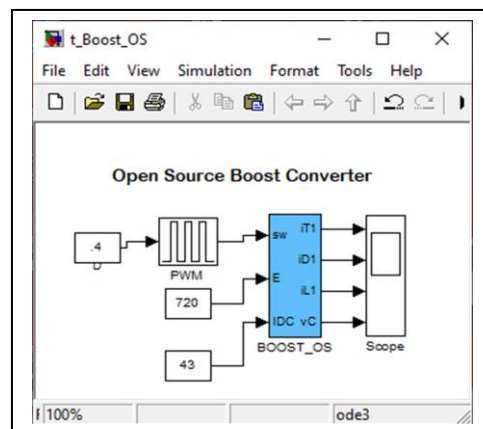 t_Boost_OS
File Edit View Simulation Format Tools Help
Open Source Boost Converter
.4
D
PWM
720
43
sw
E
IDC
iT1
iD1
iL1
vC
BOOST_OS
Scope
100%
ode3